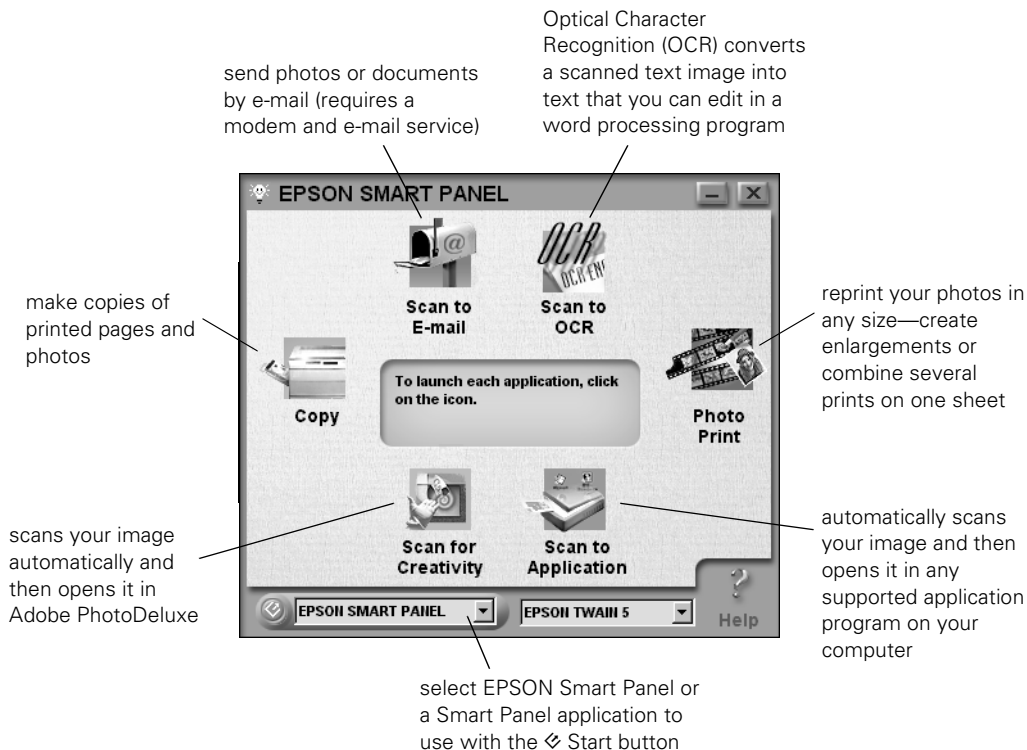 Optical Character
Recognition (OCR) converts
a scanned text image into
text that you can edit in a
word processing program
send photos or documents
by e-mail (requires a
modem and e-mail service)
EPSON SMART PANEL
@
OCR
Scan to
E-mail
Scan to
OCR
make copies of
printed pages and
photos
reprint your photos in
any size—create
enlargements or
combine several
prints on one sheet
To launch each application, click
on the icon.
Copy
Photo
Print
scans your image
automatically and
then opens it in
Adobe PhotoDeluxe
Scan for
Creativity
Scan to
Application
automatically scans
your image and then
opens it in any
supported application
program on your
computer
EPSON SMART PANEL
EPSON TWAIN 5
?
Help
select EPSON Smart Panel or
a Smart Panel application to
use with the Start button